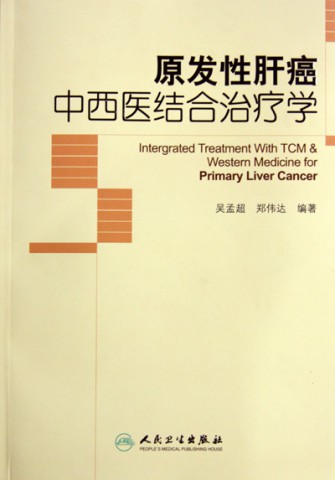 原发性肝癌
中西医结合治疗学
Intergrated Treatment With TCM &
Western Medicine for
Primary Liver Cancer
吴孟超 郑伟达 编著
人民卫生出版社
PEOPLE'S MEDICAL PUBLISHING HOUSE